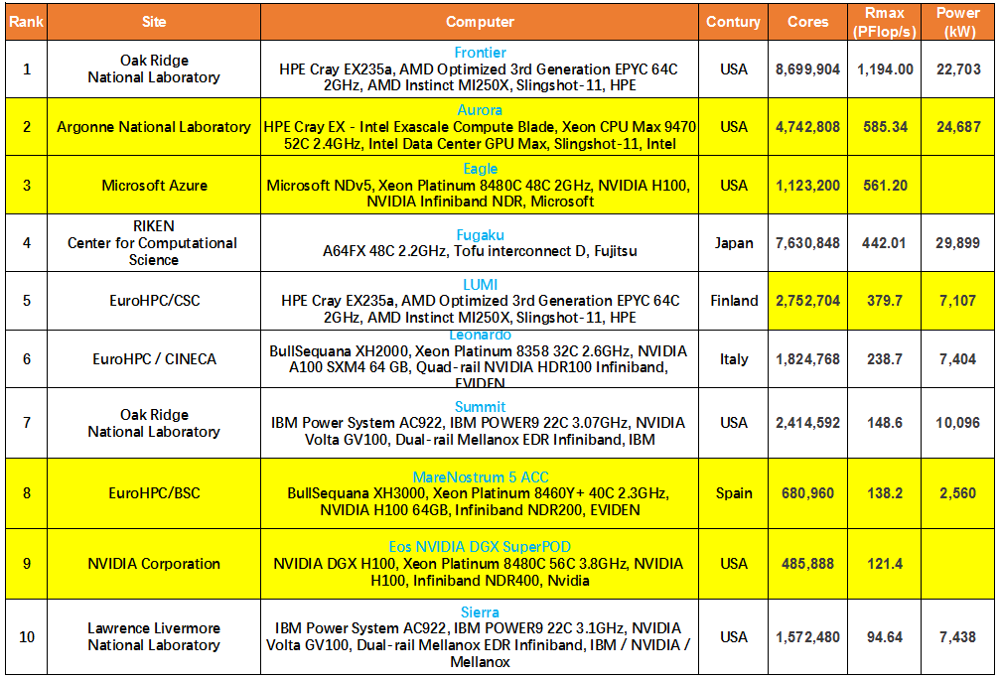 Rank Site Computer Contury Cores Rmax (PFlop/s) Power (kW)
1 Oak Ridge National Laboratory Frontier
HPE Cray EX235a, AMD Optimized 3rd Generation EPYC 64C
2GHz, AMD Instinct MI250X, Slingshot-11, HPE
USA 8,699,904 1,194.00 22,703
2 Argonne National Laboratory Aurora
HPE Cray EX - Intel Exascale Compute Blade, Xeon CPU Max 9470
52C 2.4GHz, Intel Data Center GPU Max, Slingshot-11, Intel
USA 4,742,808 585.34 24,687
3 Microsoft Azure Eagle
Microsoft NDv5, Xeon Platinum 8480C 48C 2GHz, NVIDIA H100,
NVIDIA Infiniband NDR, Microsoft
USA 1,123,200 561.20
4 RIKEN Center for Computational Science Fugaku
A64FX 48C 2.2GHz, Tofu interconnect D, Fujitsu
Japan 7,630,848 442.01 29,899
5 EuroHPC/CSC LUMI
HPE Cray EX235a, AMD Optimized 3rd Generation EPYC 64C
2GHz, AMD Instinct MI250X, Slingshot-11, HPE
Finland 2,752,704 379.7 7,107
6 EuroHPC / CINECA Leonardo
BullSequana XH2000, Xeon Platinum 8358 32C 2.6GHz, NVIDIA
A100 SXM4 64 GB, Quad-rail NVIDIA HDR100 Infiniband,
EVIDEN
Italy 1,824,768 238.7 7,404
7 Oak Ridge National Laboratory Summit
IBM Power System AC922, IBM POWER9 22C 3.07GHz, NVIDIA
Volta GV100, Dual-rail Mellanox EDR Infiniband, IBM
USA 2,414,592 148.6 10,096
8 EuroHPC/BSC MareNostrum 5 ACC
BullSequana XH3000, Xeon Platinum 8460Y+ 40C 2.3GHz,
NVIDIA H100 64GB, Infiniband NDR200, EVIDEN
Spain 680,960 138.2 2,560
9 NVIDIA Corporation Eos NVIDIA DGX SuperPOD
NVIDIA DGX H100, Xeon Platinum 8480C 56C 3.8GHz, NVIDIA
H100, Infiniband NDR400, Nvidia
USA 485,888 121.4
10 Lawrence Livermore National Laboratory Sierra
IBM Power System AC922, IBM POWER9 22C 3.1GHz, NVIDIA
Volta GV100, Dual-rail Mellanox EDR Infiniband, IBM / NVIDIA /
Mellanox
USA 1,572,480 94.64 7,438